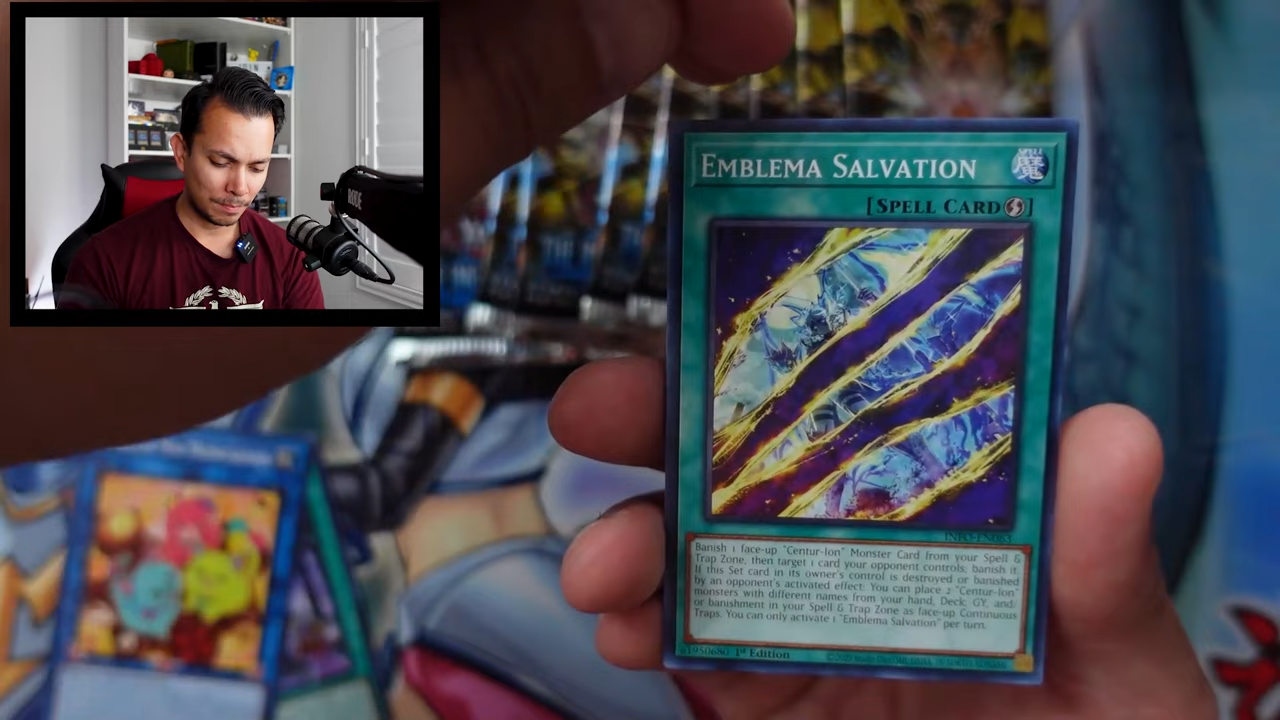 RODE
EMBLEMA SALVATION
[SPELL CARD]
INFO-EN083
Banish 1 face-up "Centur-Ion" Monster Card from your Spell &
Trap Zone, then target 1 card your opponent controls; banish it.
If this Set card in its owner's control is destroyed or banished
by an opponent's activated effect: You can place 2 "Centur-Ion"
monsters with different names from your hand, Deck, GY, and/
or banishment in your Spell & Trap Zone as face-up Continuous
Traps. You can only activate 1 "Emblema Salvation" per turn.
1950680 1st Edition